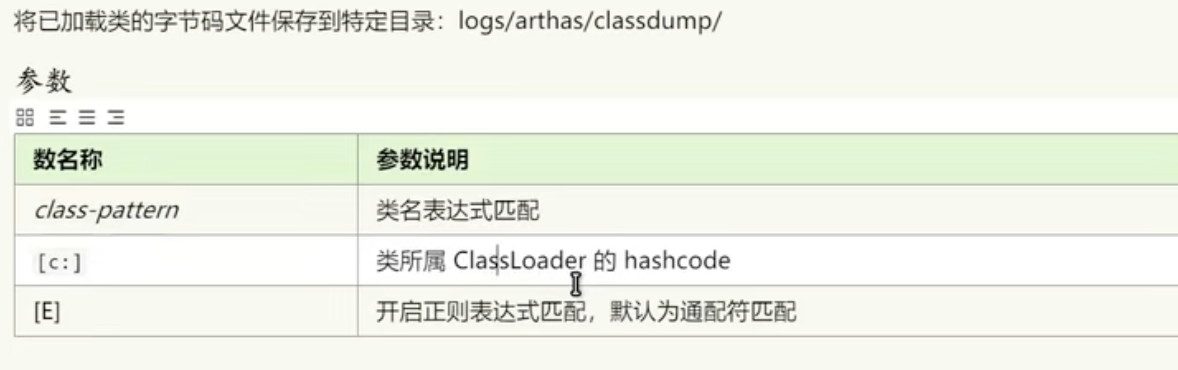 将已加载类的字节码文件保存到特定目录：logs/arthas/classdump/
参数
数名称 参数说明
class-pattern 类名表达式匹配
[c:] 类所属 ClassLoader 的 hashcode
[E] 开启正则表达式匹配，默认为通配符匹配